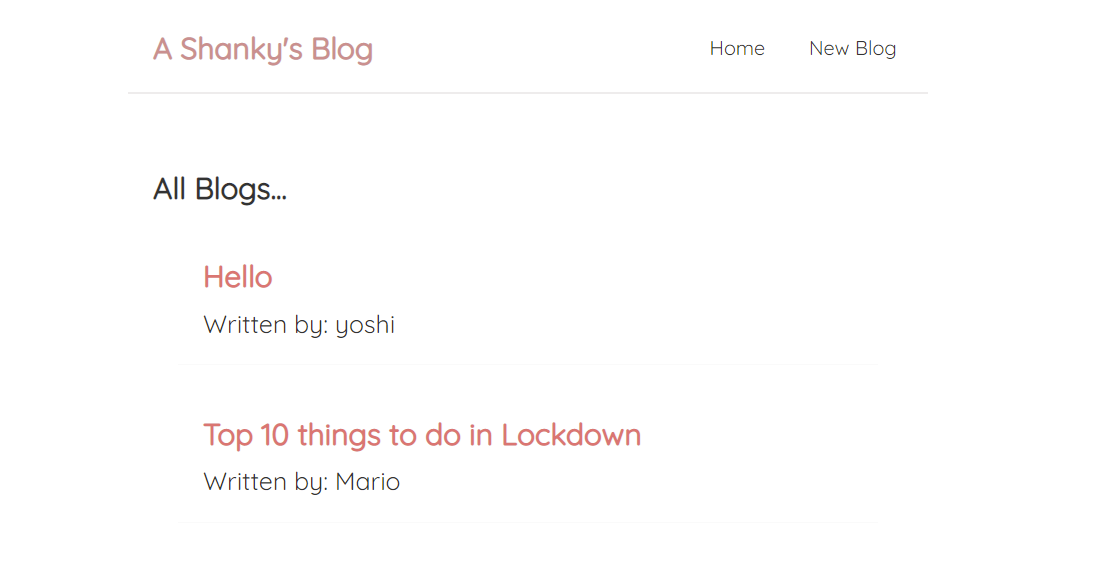 A Shanky's Blog
Home
New Blog
All Blogs...
Hello
Written by: yoshi
Top 10 things to do in Lockdown
Written by: Mario